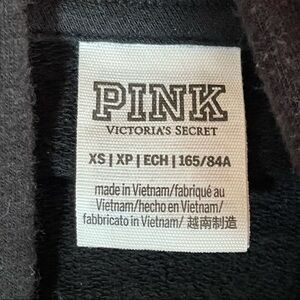 PINK
VICTORIA'S SECRET
XS | XP | ECH | 165/84A
made in Vietnam/fabriqué au
Vietnam/hecho en Vietnam/
fabbricato in Vietnam/ 越南制造